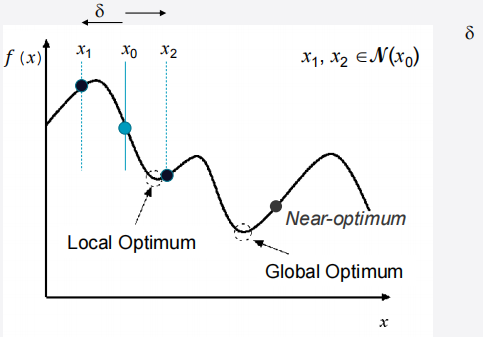 δ
δ
f (x)
x₁ x₀ x₂
x₁, x₂ ∈ 𝒩(x₀)
Near-optimum
Local Optimum
Global Optimum
x